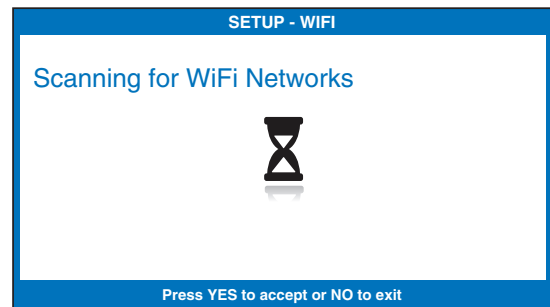 SETUP - WIFI
Scanning for WiFi Networks
Press YES to accept or NO to exit